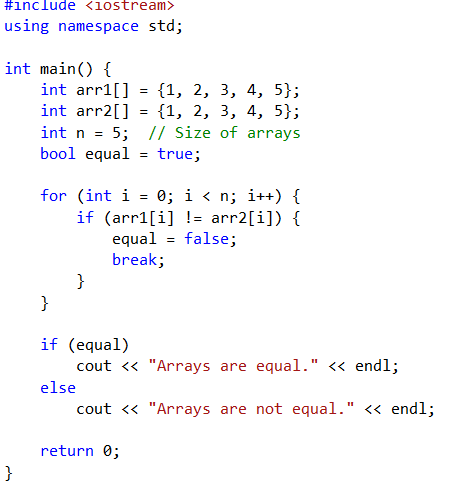 #include <iostream>
using namespace std;

int main() {
    int arr1[] = {1, 2, 3, 4, 5};
    int arr2[] = {1, 2, 3, 4, 5};
    int n = 5;  // Size of arrays
    bool equal = true;

    for (int i = 0; i < n; i++) {
        if (arr1[i] != arr2[i]) {
            equal = false;
            break;
        }
    }

    if (equal)
        cout << "Arrays are equal." << endl;
    else
        cout << "Arrays are not equal." << endl;

    return 0;
}